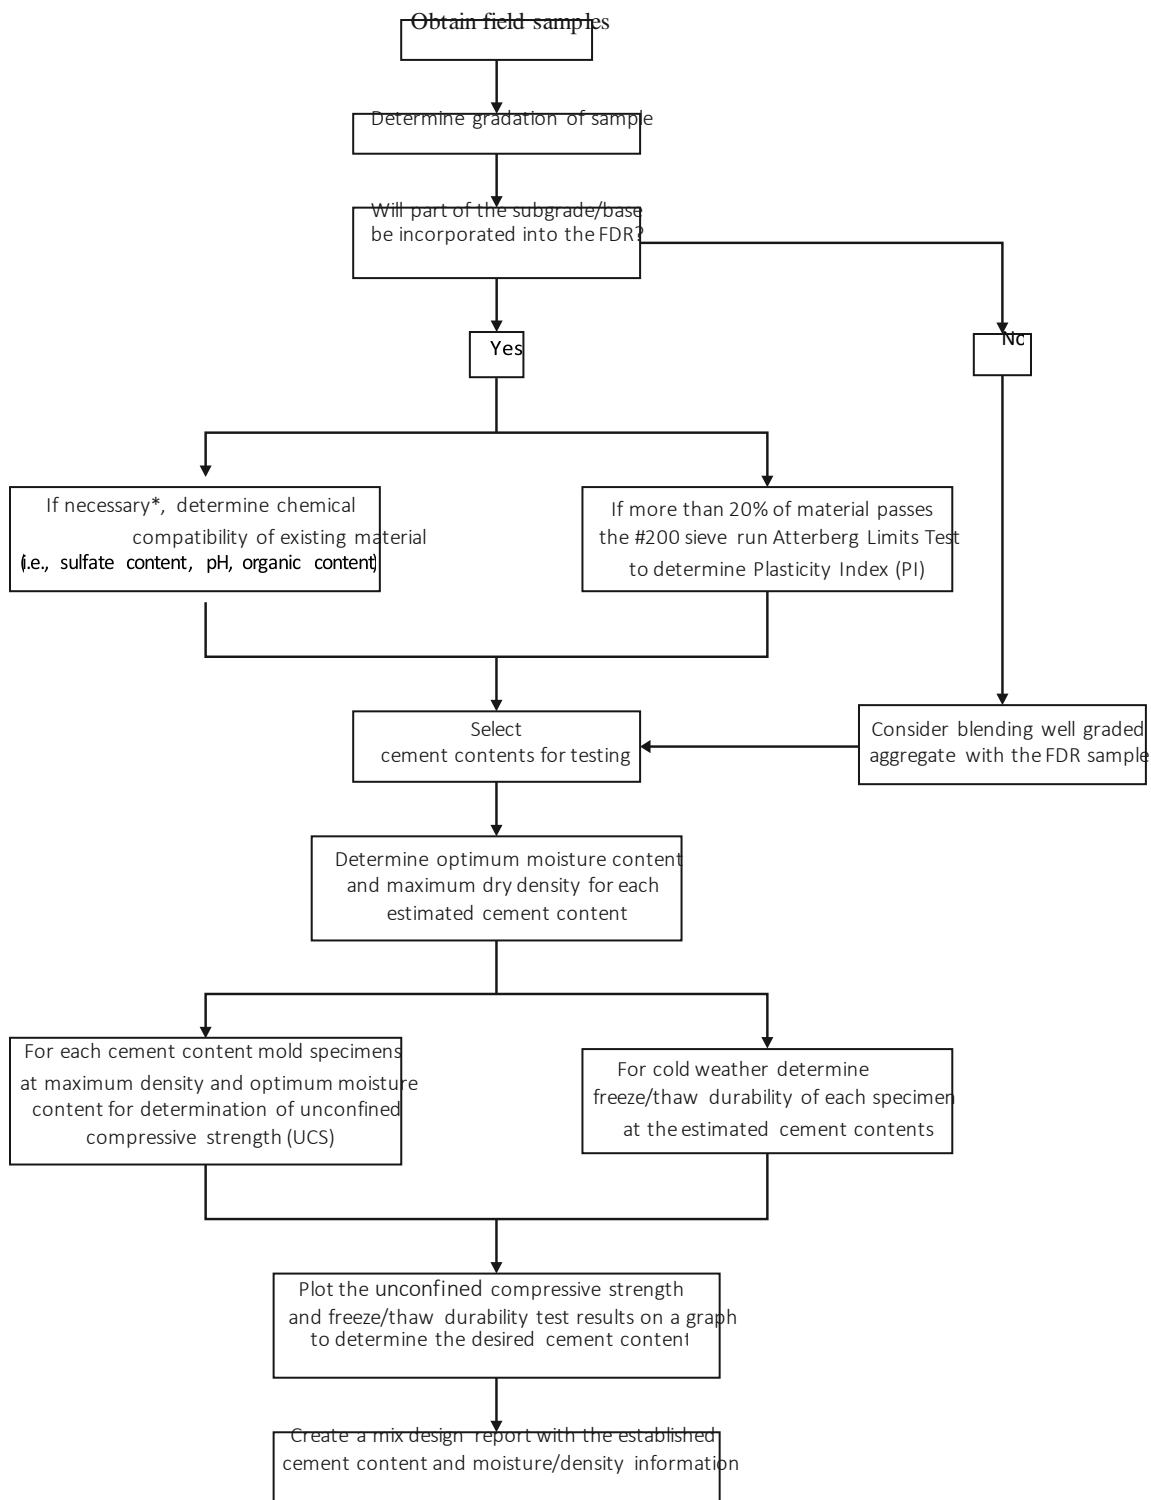 Obtain field samples
Determine gradation of sample
Will part of the subgrade/base
be incorporated into the FDR?
Yes
No
If necessary*, determine chemical
compatibility of existing material
(i.e., sulfate content, pH, organic content)
If more than 20% of material passes
the #200 sieve run Atterberg Limits Test
to determine Plasticity Index (PI)
Select
cement contents for testing
Consider blending well graded
aggregate with the FDR sample
Determine optimum moisture content
and maximum dry density for each
estimated cement content
For each cement content mold specimens
at maximum density and optimum moisture
content for determination of unconfined
compressive strength (UCS)
For cold weather determine
freeze/thaw durability of each specimen
at the estimated cement contents
Plot the unconfined compressive strength
and freeze/thaw durability test results on a graph
to determine the desired cement content
Create a mix design report with the established
cement content and moisture/density information